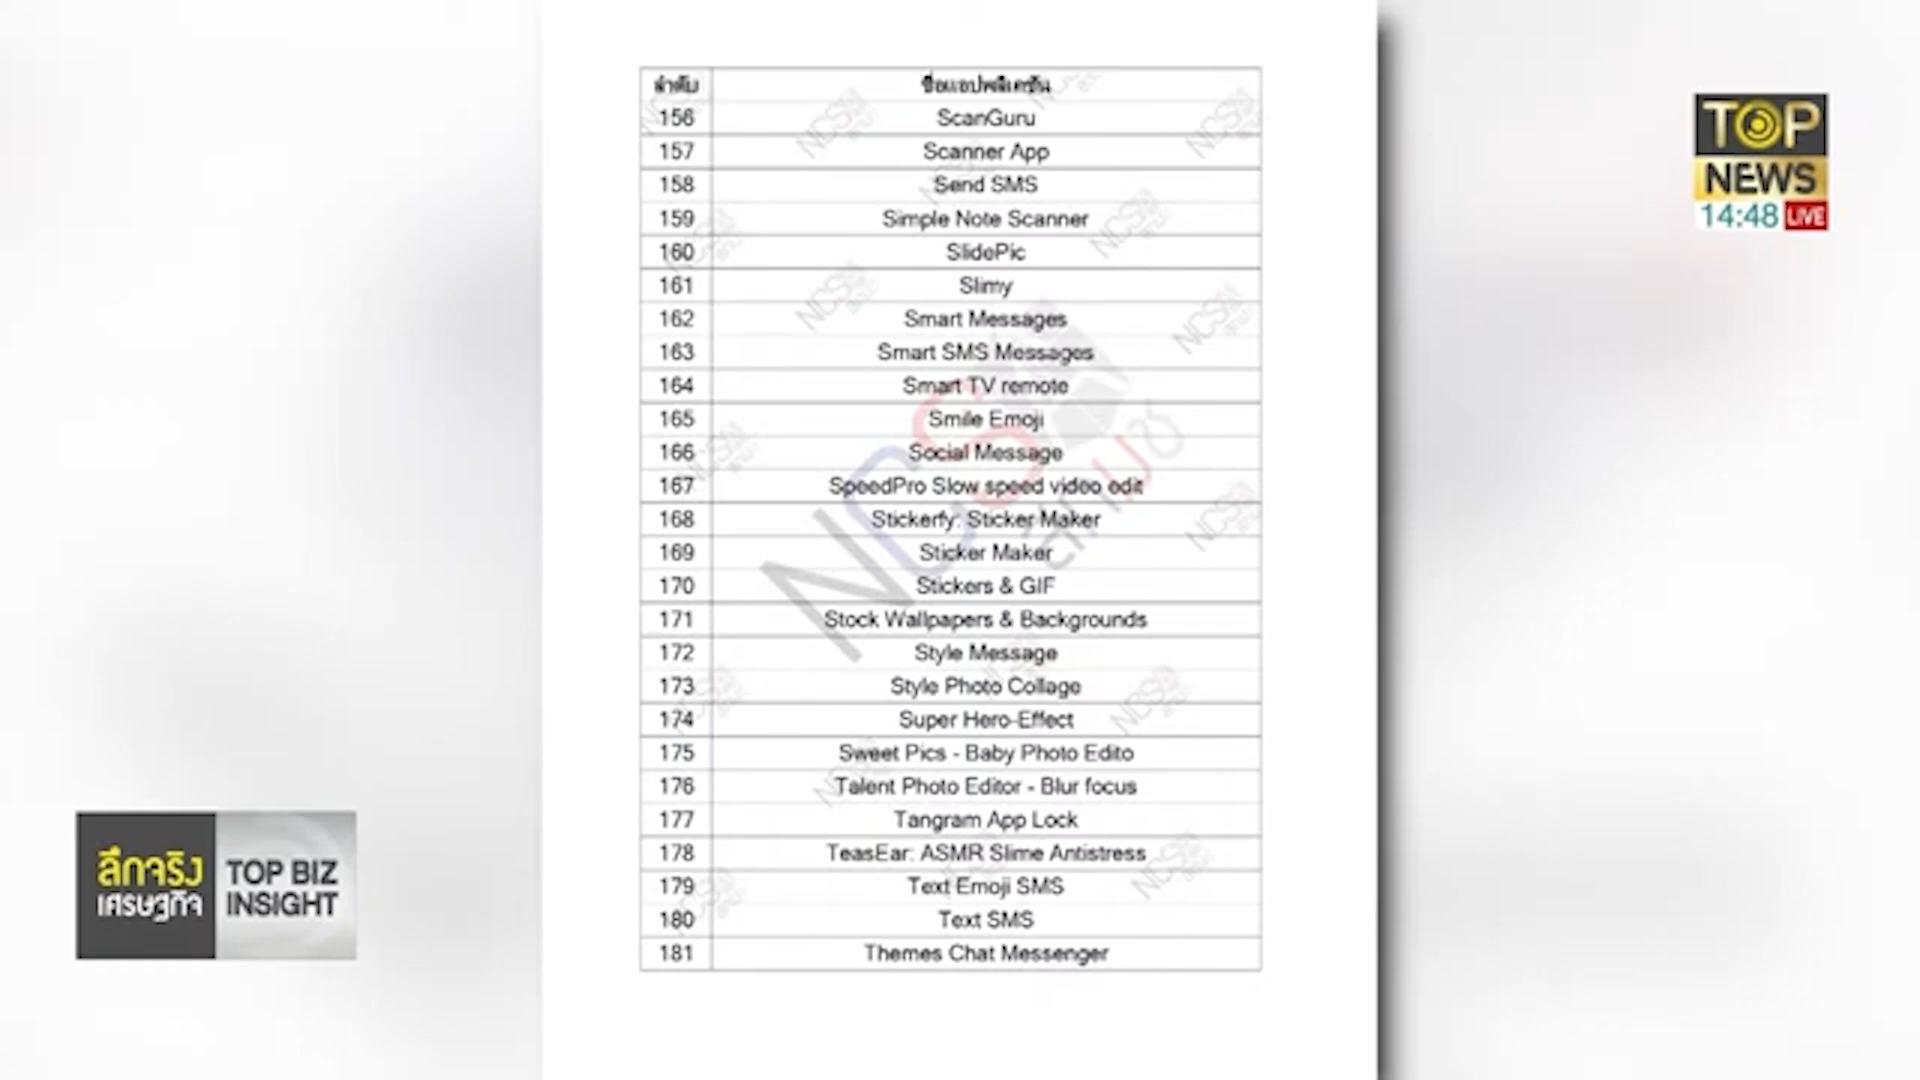 ลำดับ ชื่อแอปพลิเคชัน
156 ScanGuru
157 Scanner App
158 Send SMS
159 Simple Note Scanner
160 SlidePic
161 Slimy
162 Smart Messages
163 Smart SMS Messages
164 Smart TV remote
165 Smile Emoji
166 Social Message
167 SpeedPro Slow speed video edit
168 Stickerfy: Sticker Maker
169 Sticker Maker
170 Stickers & GIF
171 Stock Wallpapers & Backgrounds
172 Style Message
173 Style Photo Collage
174 Super Hero-Effect
175 Sweet Pics - Baby Photo Edito
176 Talent Photo Editor - Blur focus
177 Tangram App Lock
178 TeasEar: ASMR Slime Antistress
179 Text Emoji SMS
180 Text SMS
181 Themes Chat Messenger
NCSA
สกมช
TOP
NEWS
14:48 LIVE
ลึกจริง
เศรษฐกิจ
TOP BIZ
INSIGHT